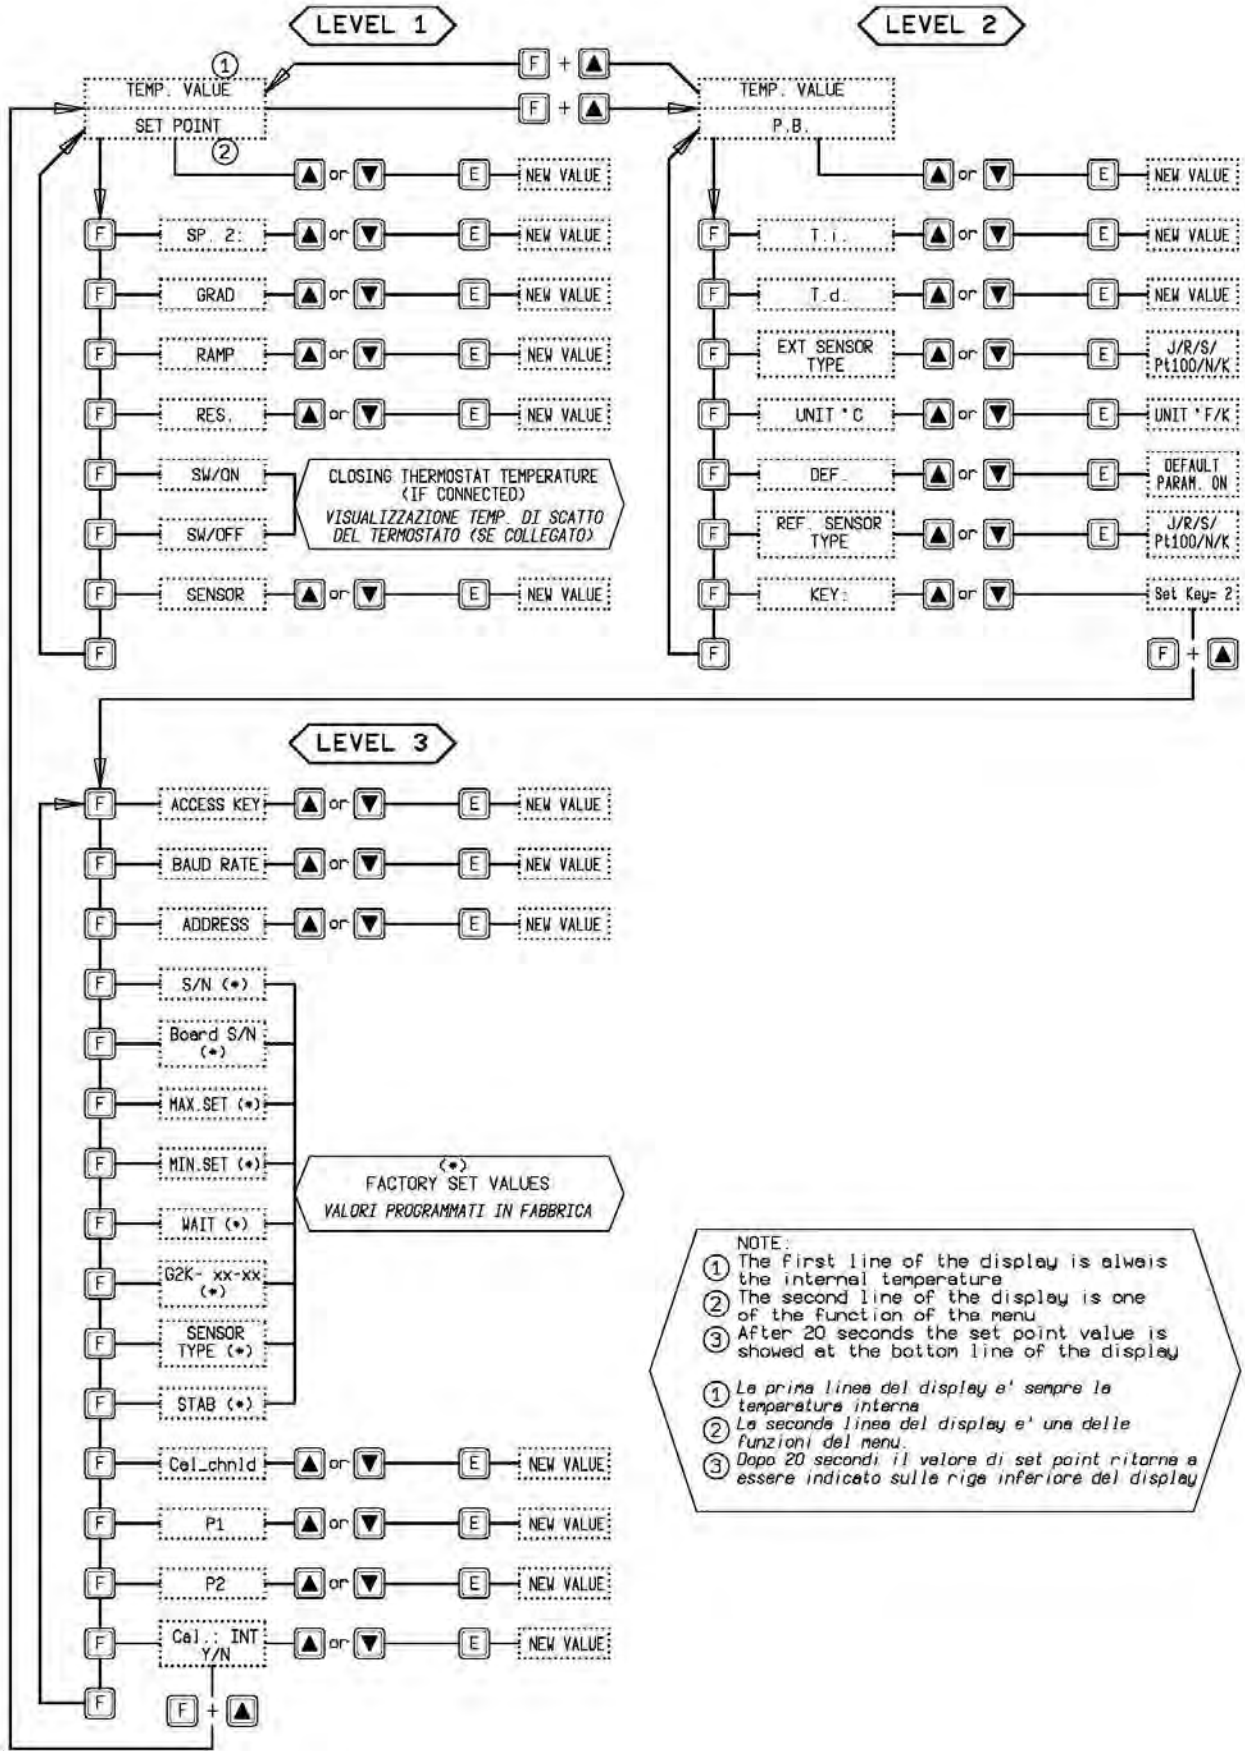 LEVEL 1
LEVEL 2
1
F + ▲
TEMP. VALUE
TEMP. VALUE
F + ▲
SET POINT
P.B.
2
▲ or ▼ E NEW VALUE
▲ or ▼ E NEW VALUE
F SP. 2: ▲ or ▼ E NEW VALUE
F T.i. ▲ or ▼ E NEW VALUE
F GRAD ▲ or ▼ E NEW VALUE
F T.d. ▲ or ▼ E NEW VALUE
F RAMP ▲ or ▼ E NEW VALUE
F EXT SENSOR
TYPE ▲ or ▼ E J/R/S/
Pt100/N/K
F RES. ▲ or ▼ E NEW VALUE
F UNIT °C ▲ or ▼ E UNIT °F/K
F SW/ON
F SW/OFF
CLOSING THERMOSTAT TEMPERATURE
(IF CONNECTED)
VISUALIZZAZIONE TEMP. DI SCATTO
DEL TERMOSTATO (SE COLLEGATO)
F DEF. ▲ or ▼ E DEFAULT
PARAM. ON
F REF. SENSOR
TYPE ▲ or ▼ E J/R/S/
Pt100/N/K
F SENSOR ▲ or ▼ E NEW VALUE
F KEY: ▲ or ▼ Set Key= 2
F
F
F + ▲
LEVEL 3
F ACCESS KEY ▲ or ▼ E NEW VALUE
F BAUD RATE ▲ or ▼ E NEW VALUE
F ADDRESS ▲ or ▼ E NEW VALUE
F S/N (*)
F Board S/N
(*)
F MAX.SET (*)
F MIN.SET (*)
F WAIT (*)
F G2K- xx-xx
(*)
F SENSOR
TYPE (*)
F STAB (*)
(*)
FACTORY SET VALUES
VALORI PROGRAMMATI IN FABBRICA
F Cal_chnld ▲ or ▼ E NEW VALUE
F P1 ▲ or ▼ E NEW VALUE
F P2 ▲ or ▼ E NEW VALUE
F Cal.: INT
Y/N ▲ or ▼ E NEW VALUE
F
F + ▲
NOTE:
1 The first line of the display is alwais
the internal temperature
2 The second line of the display is one
of the function of the menu
3 After 20 seconds the set point value is
showed at the bottom line of the display
1 La prima linea del display e' sempre la
temperatura interna
2 La seconda linea del display e' una delle
funzioni del menu.
3 Dopo 20 secondi il valore di set point ritorna a
essere indicato sulla riga inferiore del display